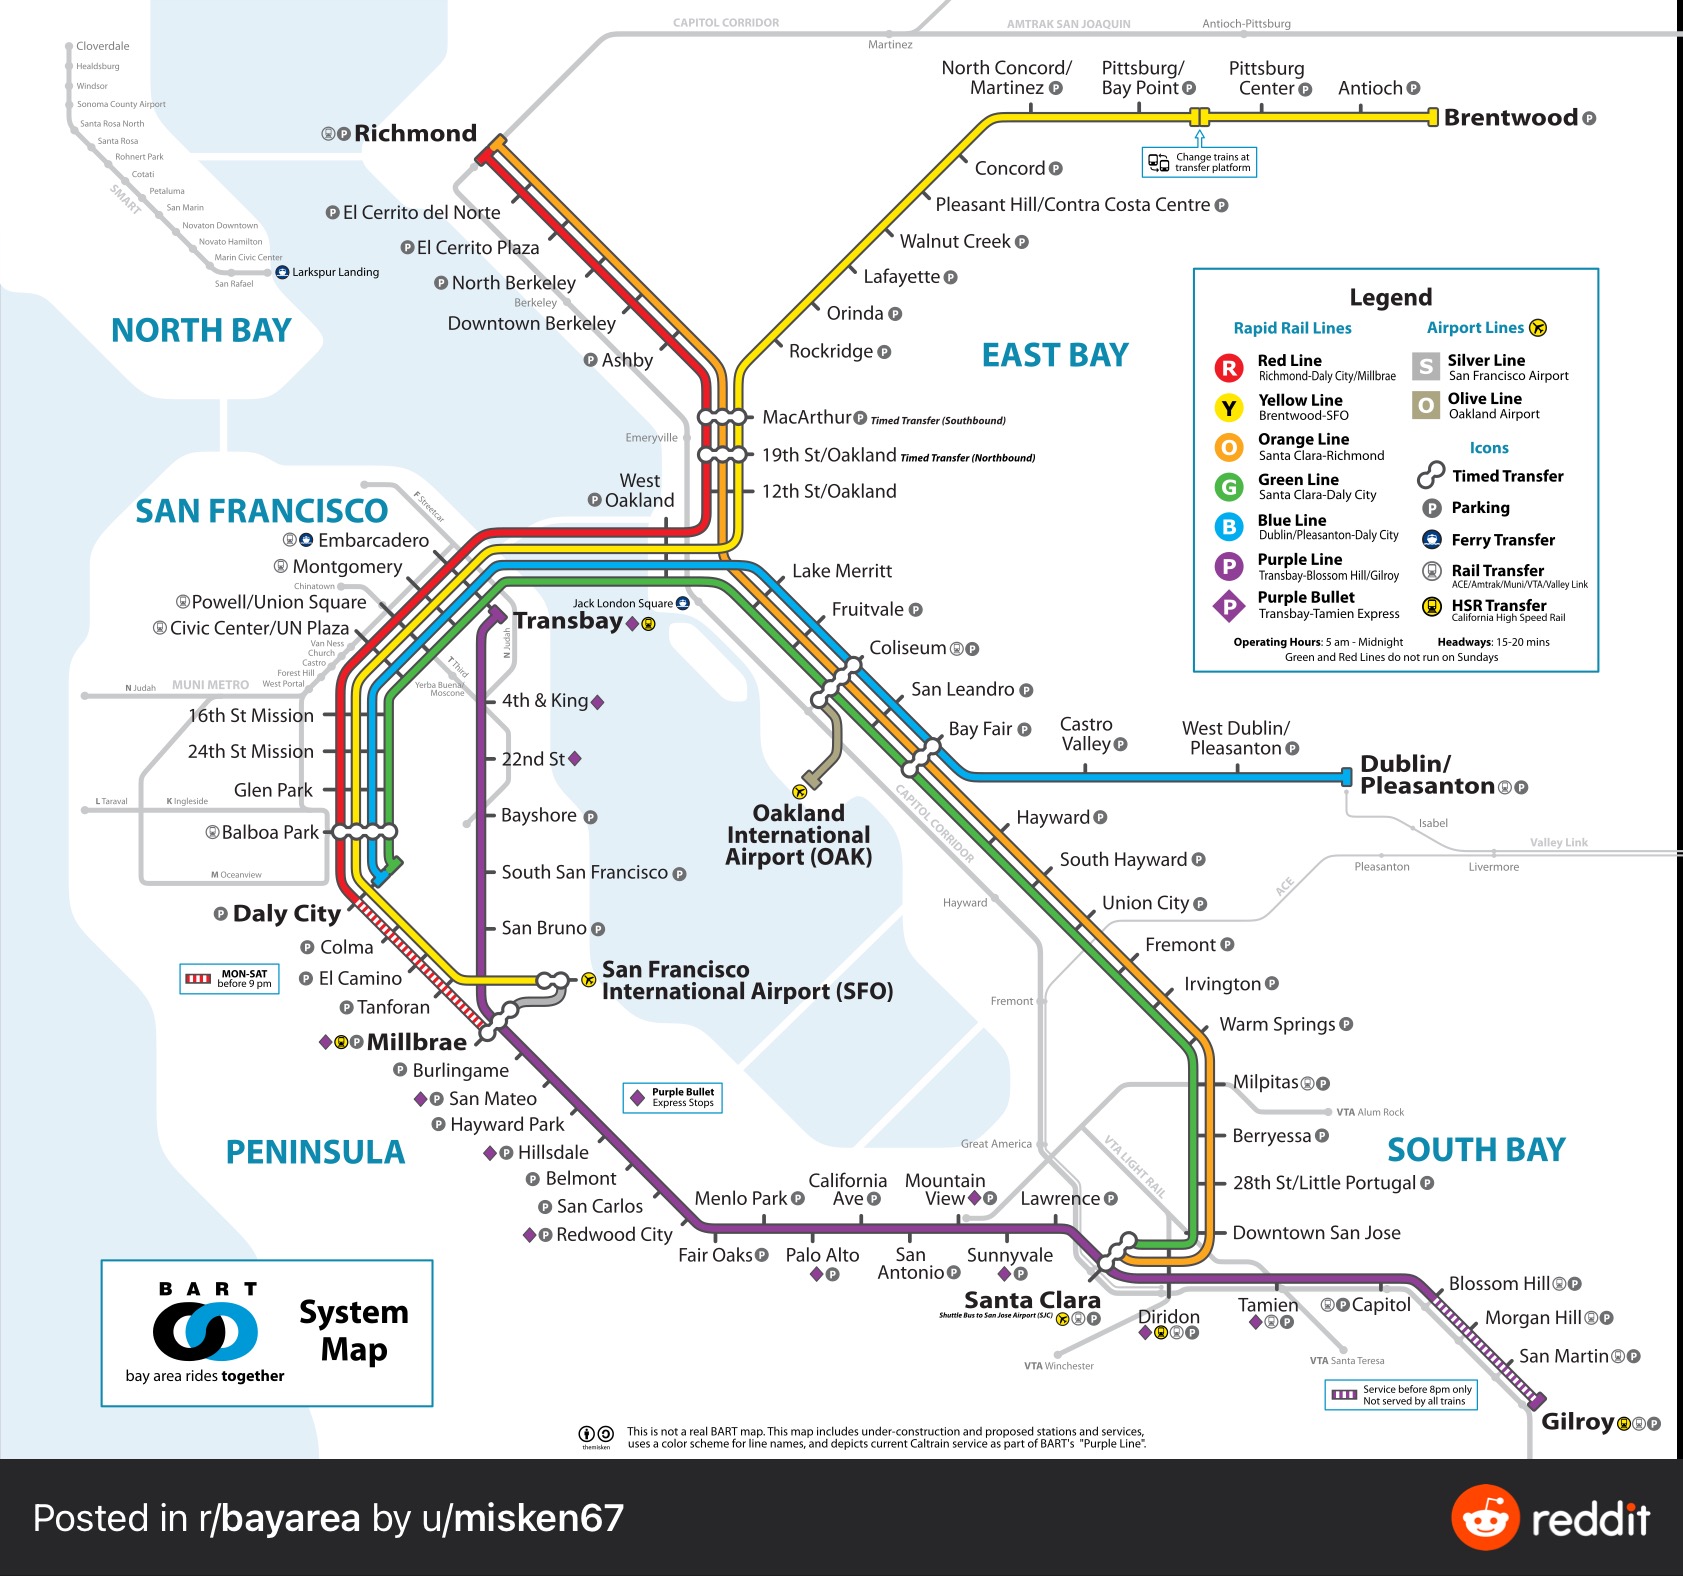 CAPITOL CORRIDOR
AMTRAK SAN JOAQUIN
Antioch-Pittsburg
Martinez
Cloverdale
Healdsburg
Windsor
Sonoma County Airport
Santa Rosa North
Santa Rosa
Rohnert Park
Cotati
Petaluma
San Marin
Novaton Downtown
Novato Hamilton
Marin Civic Center
San Rafael
SMART
Larkspur Landing
NORTH BAY
North Concord/
Martinez P
Pittsburg/
Bay Point P
Pittsburg
Center P
Antioch P
Brentwood P
Change trains at
transfer platform
Concord P
Pleasant Hill/Contra Costa Centre P
Walnut Creek P
Lafayette P
Orinda P
Rockridge P
EAST BAY
P Richmond
P El Cerrito del Norte
P El Cerrito Plaza
P North Berkeley
Berkeley
Downtown Berkeley
P Ashby
MacArthur P Timed Transfer (Southbound)
Emeryville
19th St/Oakland Timed Transfer (Northbound)
12th St/Oakland
West
P Oakland
Legend
Rapid Rail Lines
R Red Line
Richmond-Daly City/Millbrae
Y Yellow Line
Brentwood-SFO
O Orange Line
Santa Clara-Richmond
G Green Line
Santa Clara-Daly City
B Blue Line
Dublin/Pleasanton-Daly City
P Purple Line
Transbay-Blossom Hill/Gilroy
P Purple Bullet
Transbay-Tamien Express
Airport Lines
S Silver Line
San Francisco Airport
O Olive Line
Oakland Airport
Icons
Timed Transfer
P Parking
Ferry Transfer
Rail Transfer
ACE/Amtrak/Muni/VTA/Valley Link
HSR Transfer
California High Speed Rail
Operating Hours: 5 am - Midnight Headways: 15-20 mins
Green and Red Lines do not run on Sundays
SAN FRANCISCO
F Streetcar
Embarcadero
Montgomery
Chinatown
Powell/Union Square
Civic Center/UN Plaza
Van Ness
Church
Castro
Forest Hill
West Portal
N Judah
MUNI METRO
16th St Mission
24th St Mission
Glen Park
L Taraval
K Ingleside
Balboa Park
M Oceanview
P Daly City
P Colma
P El Camino
P Tanforan
MON-SAT
before 9 pm
P Millbrae
Jack London Square
Transbay
N Judah
T Third
Yerba Buena/
Moscone
4th & King
22nd St
Bayshore P
South San Francisco P
San Bruno P
San Francisco
International Airport (SFO)
Lake Merritt
Fruitvale P
Coliseum P
San Leandro P
Bay Fair P
Castro
Valley P
West Dublin/
Pleasanton P
Dublin/
Pleasanton P
Isabel
Valley Link
Pleasanton
Livermore
ACE
Oakland
International
Airport (OAK)
CAPITOL CORRIDOR
Hayward P
South Hayward P
Union City P
Hayward
Fremont P
Irvington P
Fremont
Warm Springs P
Milpitas P
VTA Alum Rock
Berryessa P
28th St/Little Portugal P
Downtown San Jose
Great America
VTA LIGHT RAIL
SOUTH BAY
PENINSULA
P Burlingame
P San Mateo
P Hayward Park
P Hillsdale
P Belmont
P San Carlos
P Redwood City
Purple Bullet
Express Stops
Menlo Park P
California
Ave P
Mountain
View P
Lawrence P
Fair Oaks P
Palo Alto
P
San
Antonio P
Sunnyvale
P
Santa Clara
Shuttle Bus to San Jose Airport (SJC) P
Diridon
P
Tamien
P
P Capitol
Blossom Hill P
Morgan Hill P
San Martin P
Gilroy P
VTA Winchester
VTA Santa Teresa
Service before 8pm only
Not served by all trains
BART
bay area rides together
System
Map
themisken
This is not a real BART map. This map includes under-construction and proposed stations and services,
uses a color scheme for line names, and depicts current Caltrain service as part of BART's "Purple Line".
Posted in r/bayarea by u/misken67
reddit